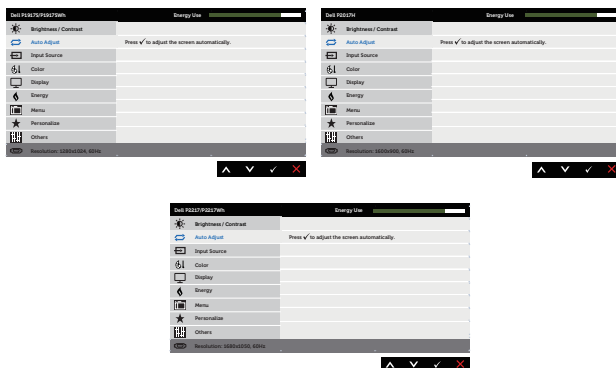 Dell P1917S/P1917SWh Energy Use
Brightness / Contrast
Auto Adjust Press ✓ to adjust the screen automatically.
Input Source
Color
Display
Energy
Menu
Personalize
Others
Resolution: 1280x1024, 60Hz
Dell P2017H Energy Use
Brightness / Contrast
Auto Adjust Press ✓ to adjust the screen automatically.
Input Source
Color
Display
Energy
Menu
Personalize
Others
Resolution: 1600x900, 60Hz
Dell P2217/P2217Wh Energy Use
Brightness / Contrast
Auto Adjust Press ✓ to adjust the screen automatically.
Input Source
Color
Display
Energy
Menu
Personalize
Others
Resolution: 1680x1050, 60Hz